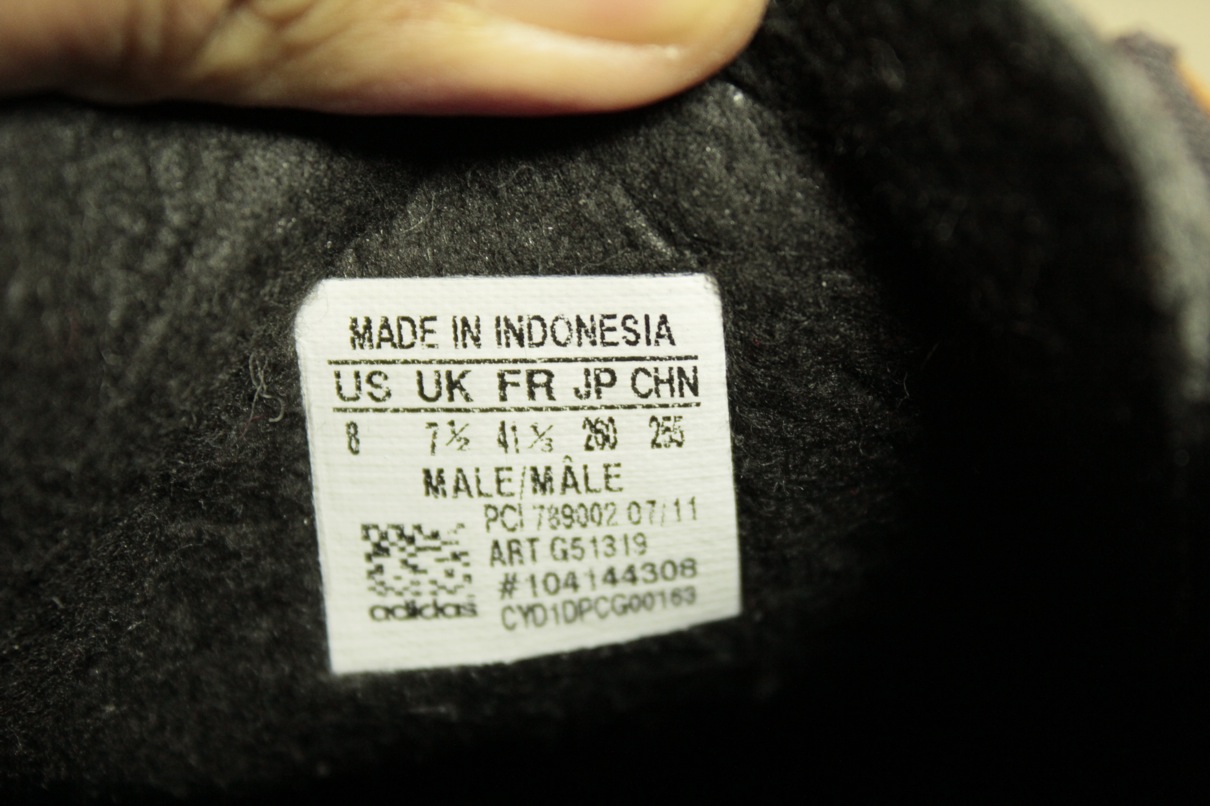 MADE IN INDONESIA
US UK FR JP CHN
8 7½ 41⅓ 260 255
MALE/MÂLE
PCI 789002 07/11
ART G51319
#104144308
adidas CYD1DPCG00163